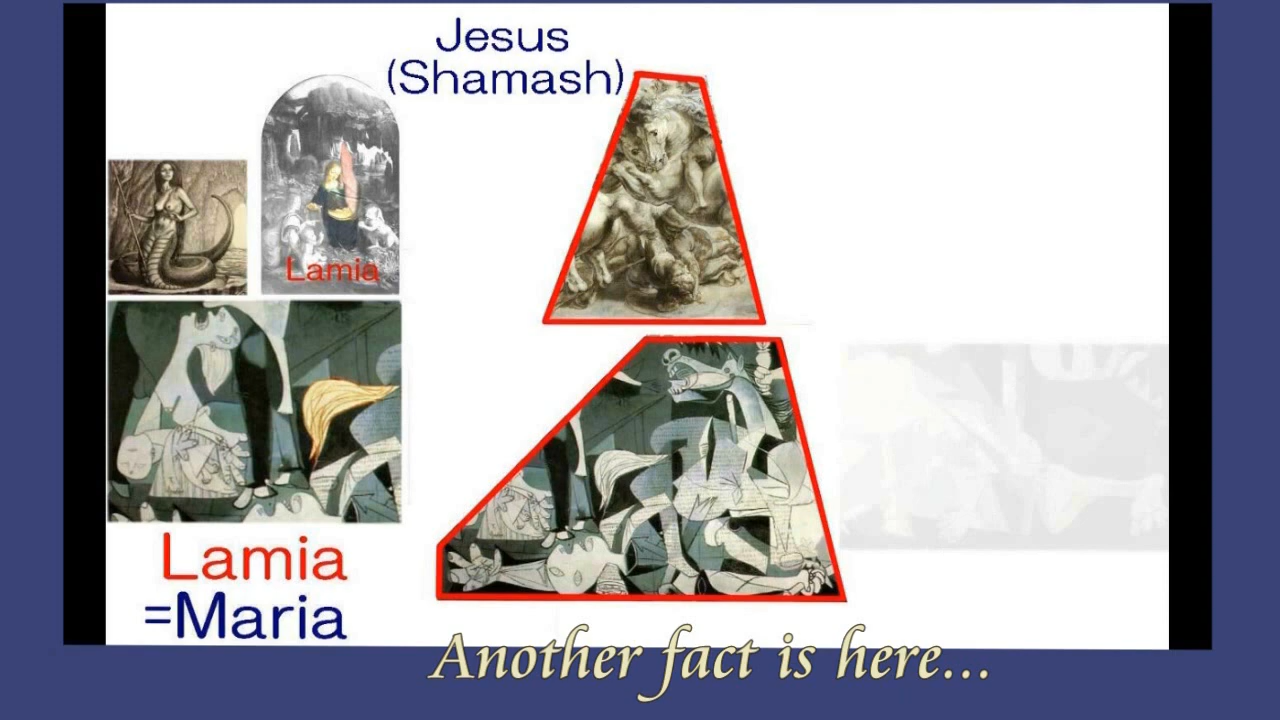 Jesus
(Shamash)
Lamia
Lamia
=Maria
Another fact is here...